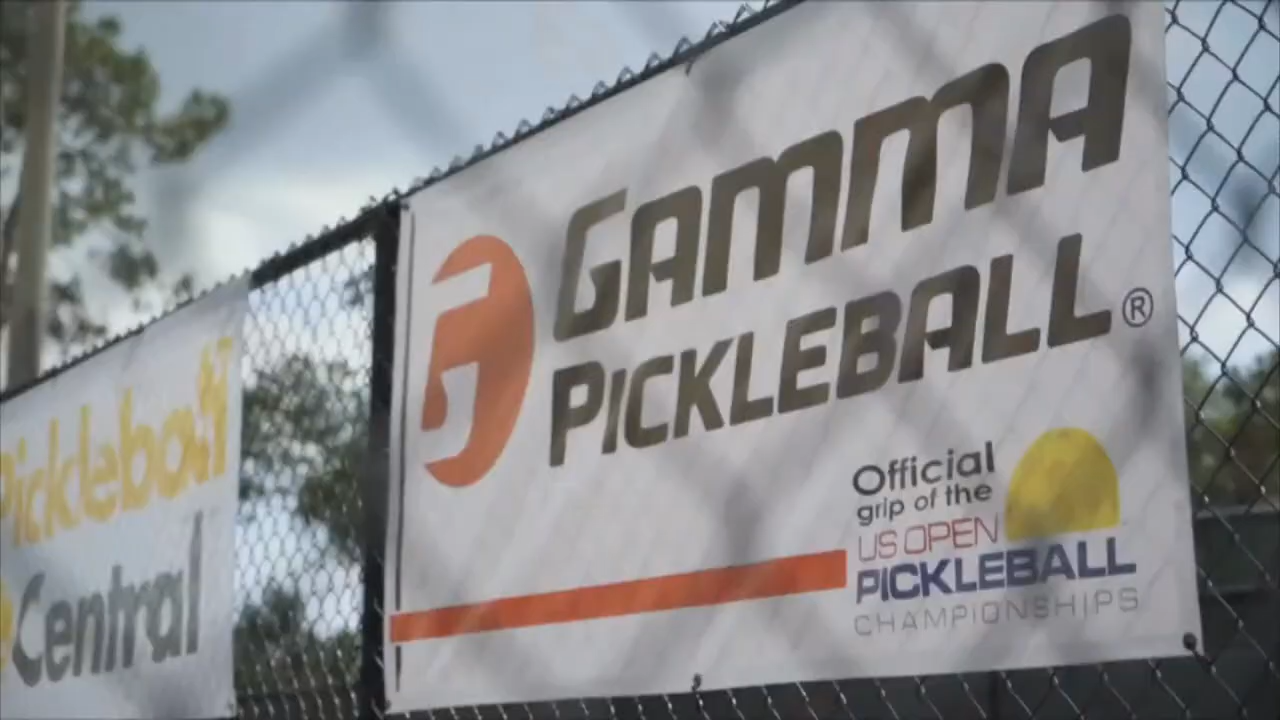 GAMMA
PICKLEBALL®
Official
grip of the
US OPEN
PICKLEBALL
CHAMPIONSHIPS
Pickleball
Central